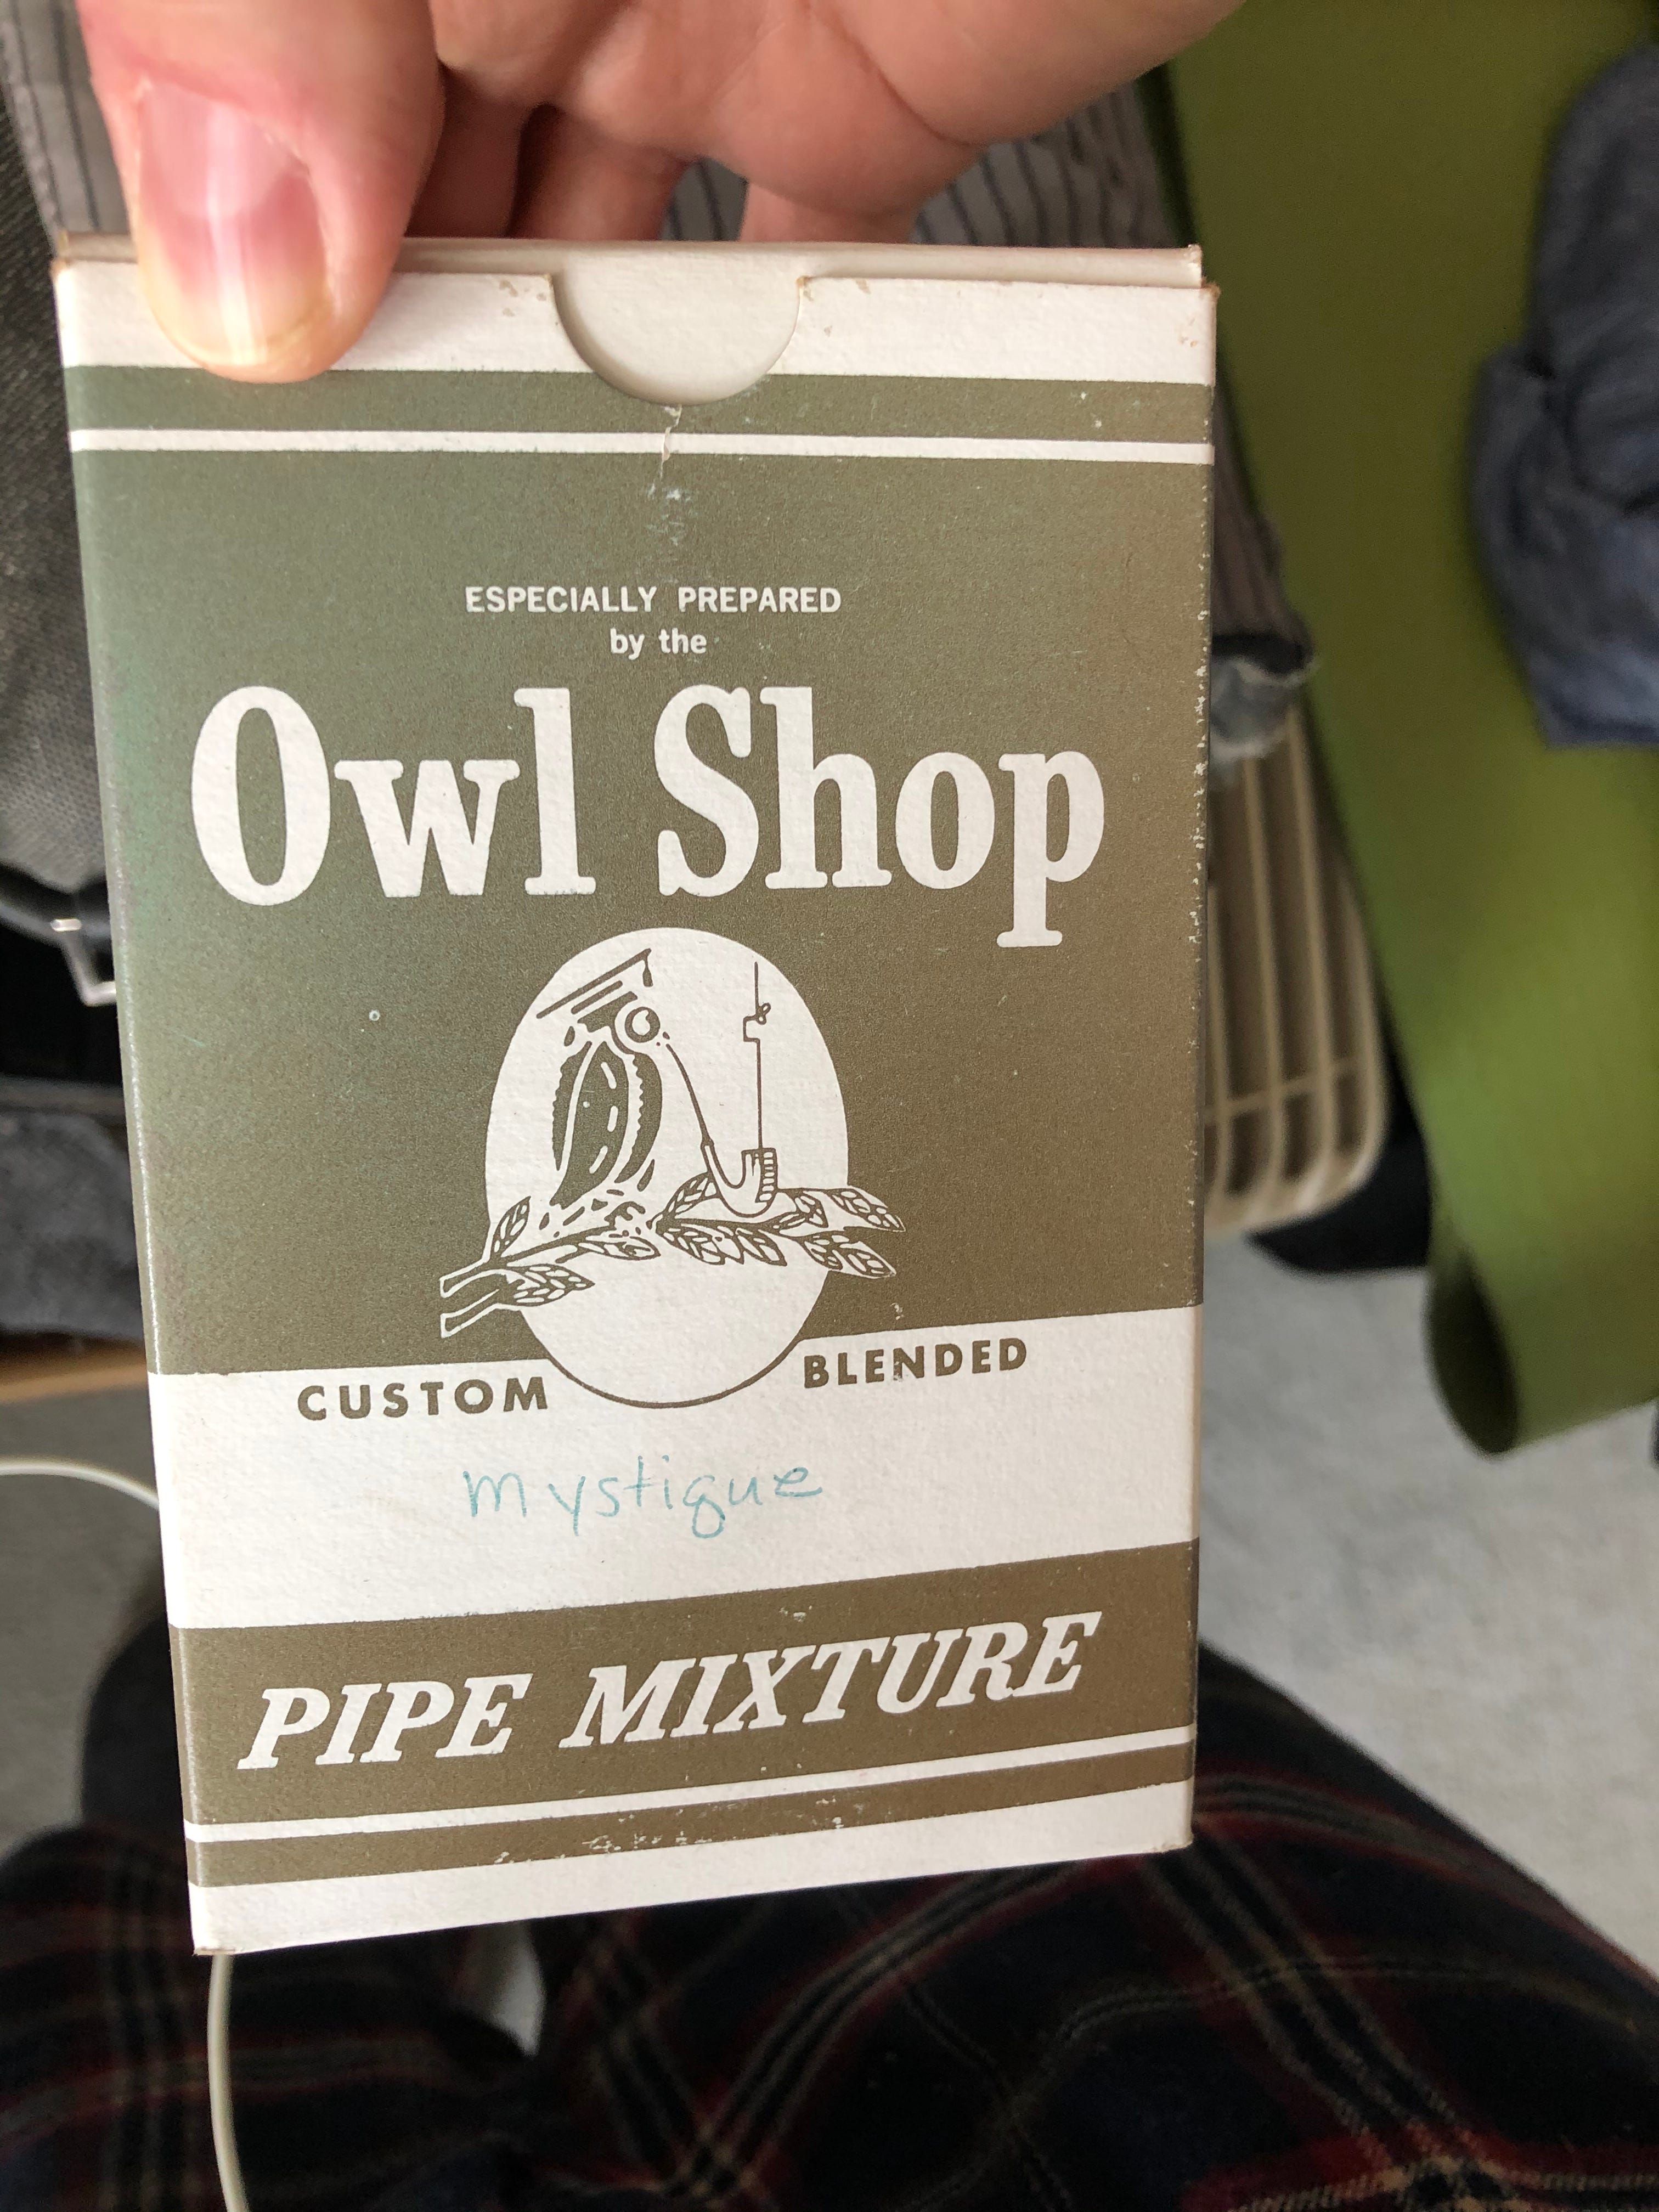 ESPECIALLY PREPARED
by the
Owl Shop
CUSTOM BLENDED
mystique
PIPE MIXTURE